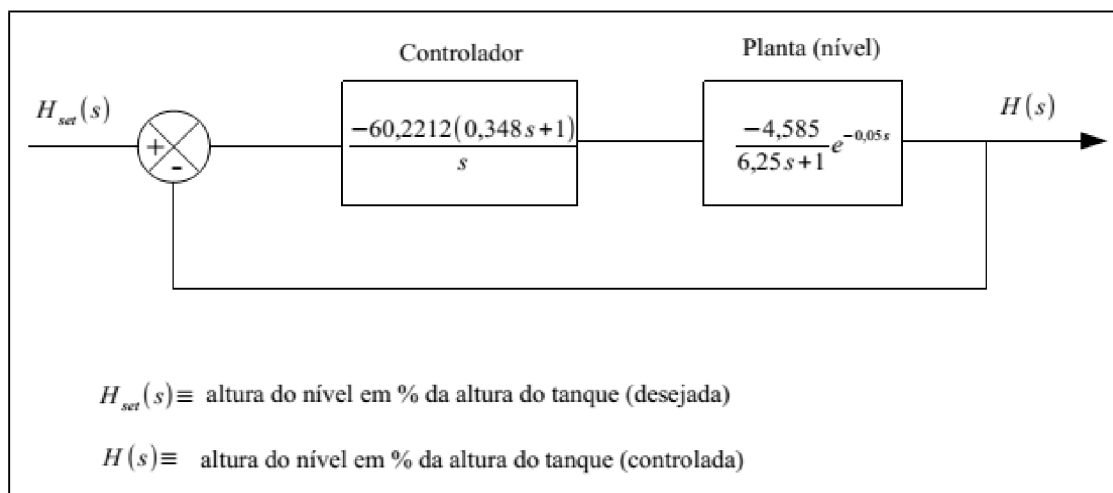 Controlador
Planta (nível)
H_set(s)
+
-
−60,2212(0,348s+1)
s
−4,585
6,25s+1
e^−0,05s
H(s)
H_set(s)≡ altura do nível em % da altura do tanque (desejada)
H(s)≡ altura do nível em % da altura do tanque (controlada)